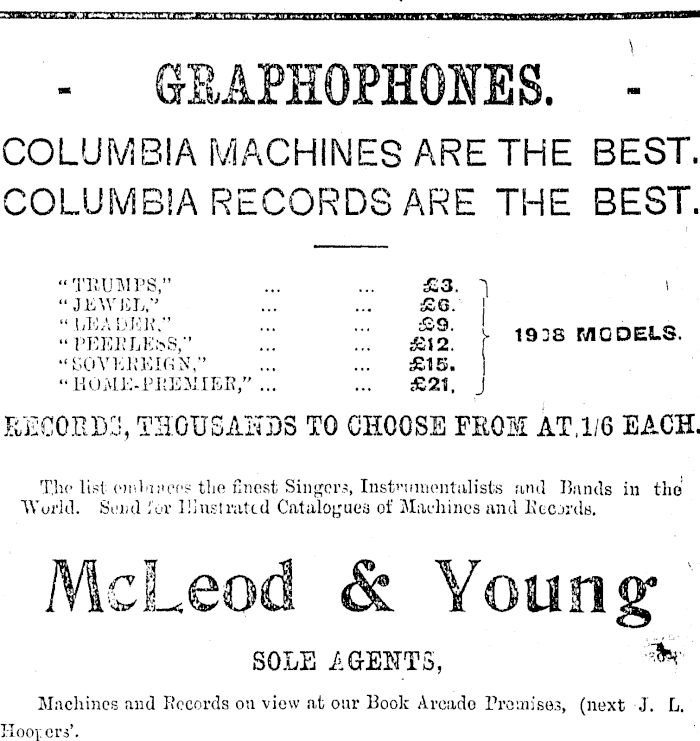 - GRAPHOPHONES. -
COLUMBIA MACHINES ARE THE BEST.
COLUMBIA RECORDS ARE THE BEST.
"TRUMPS," ... ... £3.
"JEWEL," ... ... £6.
"LEADER," ... ... £9.
"PEERLESS," ... ... £12.
"SOVEREIGN," ... ... £15.
"HOME-PREMIER," ... ... £21.
1908 MODELS.
RECORDS, THOUSANDS TO CHOOSE FROM AT 1/6 EACH.
The list embraces the finest Singers, Instrumentalists and Bands in the
World. Send for Illustrated Catalogues of Machines and Records.
McLeod & Young
SOLE AGENTS,
Machines and Records on view at our Book Arcade Premises, (next J. L.
Hoopers'.